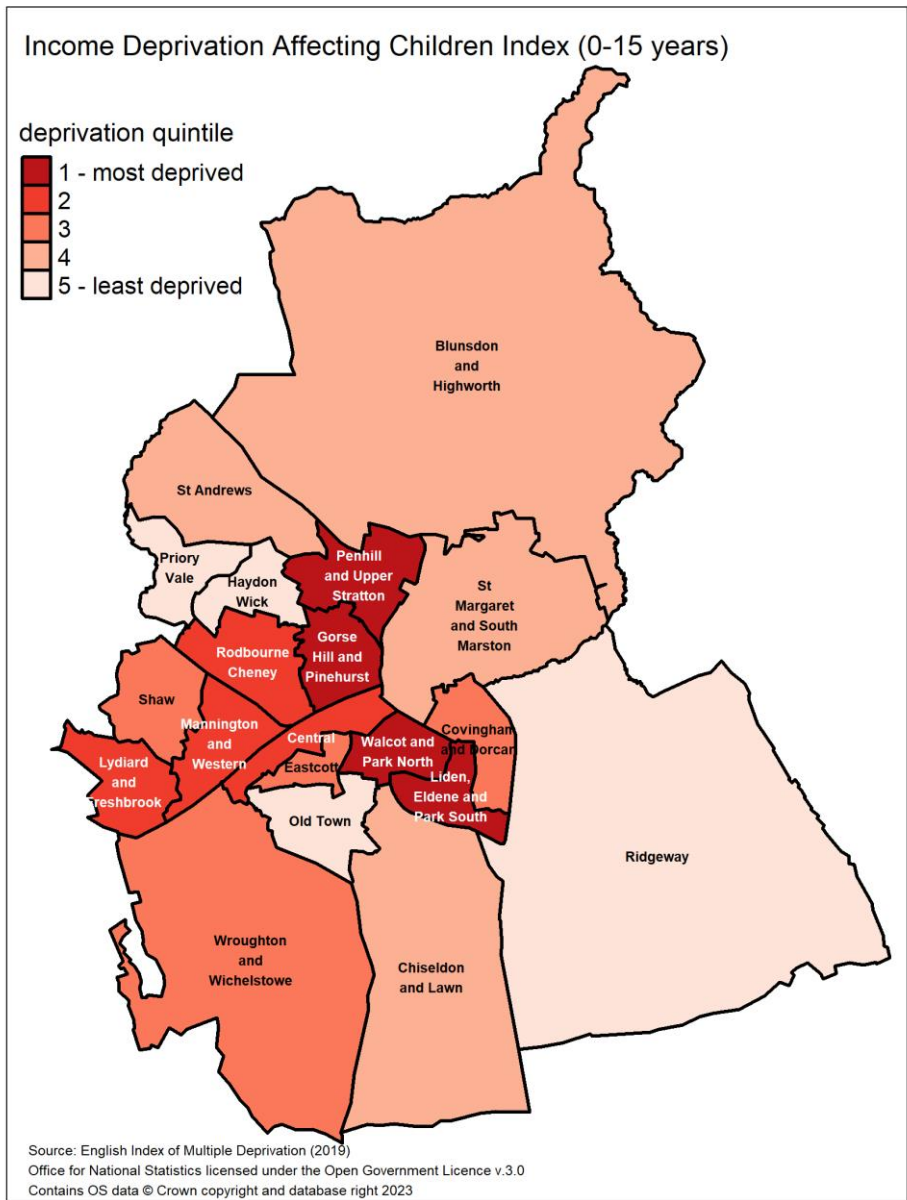 Income Deprivation Affecting Children Index (0-15 years)
deprivation quintile
1 - most deprived
2
3
4
5 - least deprived
Blunsdon
and
Highworth
St Andrews
Priory
Vale
Haydon
Wick
Penhill
and Upper
Stratton
St
Margaret
and South
Marston
Gorse
Hill and
Pinehurst
Rodbourne
Cheney
Shaw
Mannington
and
Western
Central
Walcot and
Park North
Covingham
and Dorcan
Lydiard
and
Freshbrook
Eastcott
Liden,
Eldene and
Park South
Old Town
Ridgeway
Wroughton
and
Wichelstowe
Chiseldon
and Lawn
Source: English Index of Multiple Deprivation (2019)
Office for National Statistics licensed under the Open Government Licence v.3.0
Contains OS data © Crown copyright and database right 2023